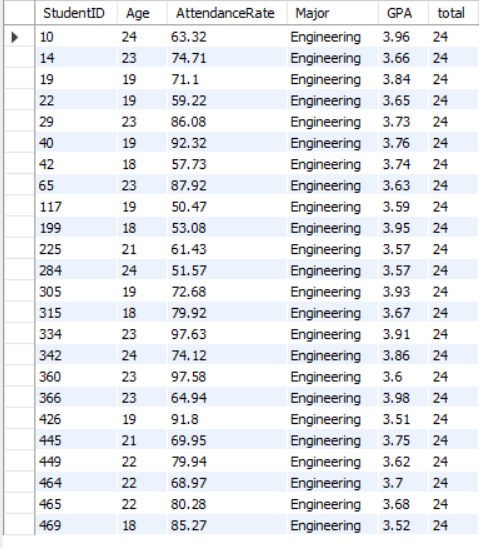 StudentID Age AttendanceRate Major GPA total
10 24 63.32 Engineering 3.96 24
14 23 74.71 Engineering 3.66 24
19 19 71.1 Engineering 3.84 24
22 19 59.22 Engineering 3.65 24
29 23 86.08 Engineering 3.73 24
40 19 92.32 Engineering 3.76 24
42 18 57.73 Engineering 3.74 24
65 23 87.92 Engineering 3.63 24
117 19 50.47 Engineering 3.59 24
199 18 53.08 Engineering 3.95 24
225 21 61.43 Engineering 3.57 24
284 24 51.57 Engineering 3.57 24
305 19 72.68 Engineering 3.93 24
315 18 79.92 Engineering 3.67 24
334 23 97.63 Engineering 3.91 24
342 24 74.12 Engineering 3.86 24
360 23 97.58 Engineering 3.6 24
366 23 64.94 Engineering 3.98 24
426 19 91.8 Engineering 3.51 24
445 21 69.95 Engineering 3.75 24
449 22 79.94 Engineering 3.62 24
464 22 68.97 Engineering 3.7 24
465 22 80.28 Engineering 3.68 24
469 18 85.27 Engineering 3.52 24